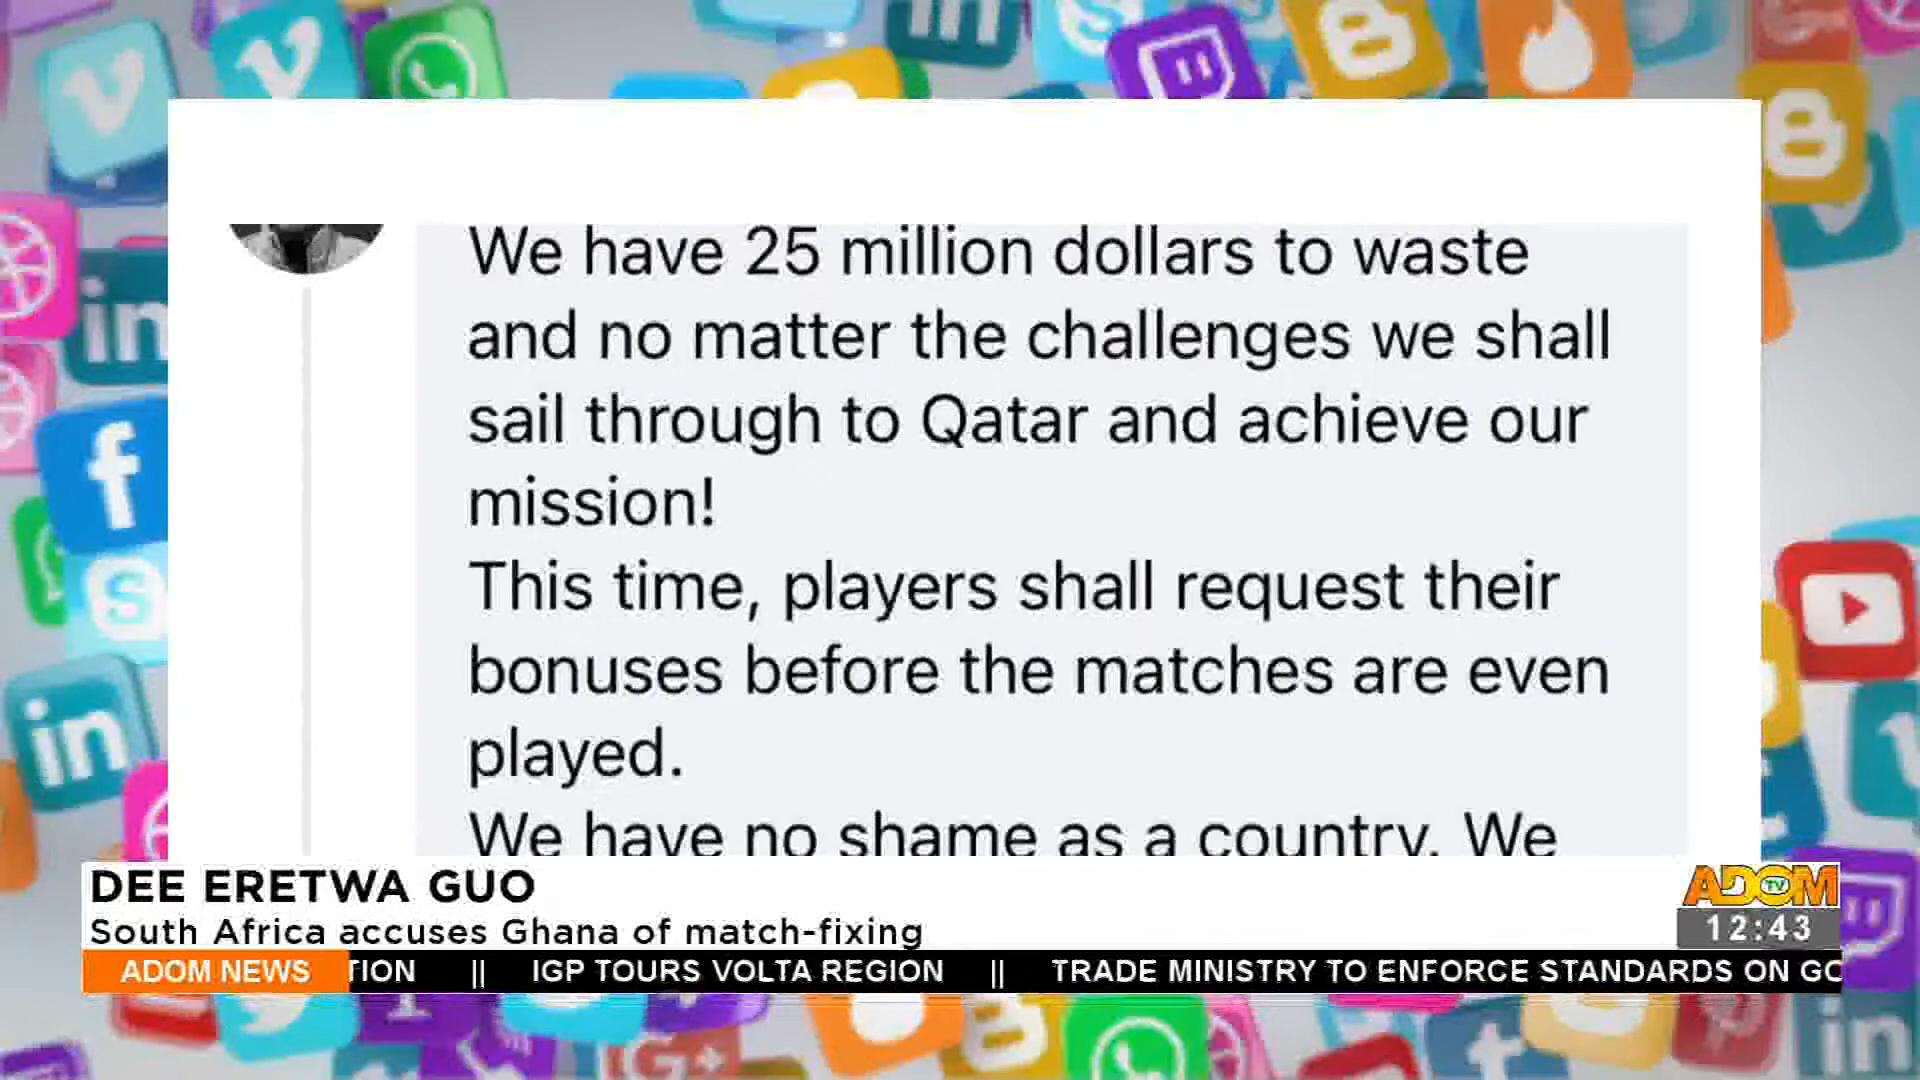 We have 25 million dollars to waste
and no matter the challenges we shall
sail through to Qatar and achieve our
mission!
This time, players shall request their
bonuses before the matches are even
played.
We have no shame as a country. We
DEE ERETWA GUO
South Africa accuses Ghana of match-fixing
ADOM TV
12:43
ADOM NEWS
TION || IGP TOURS VOLTA REGION || TRADE MINISTRY TO ENFORCE STANDARDS ON GO